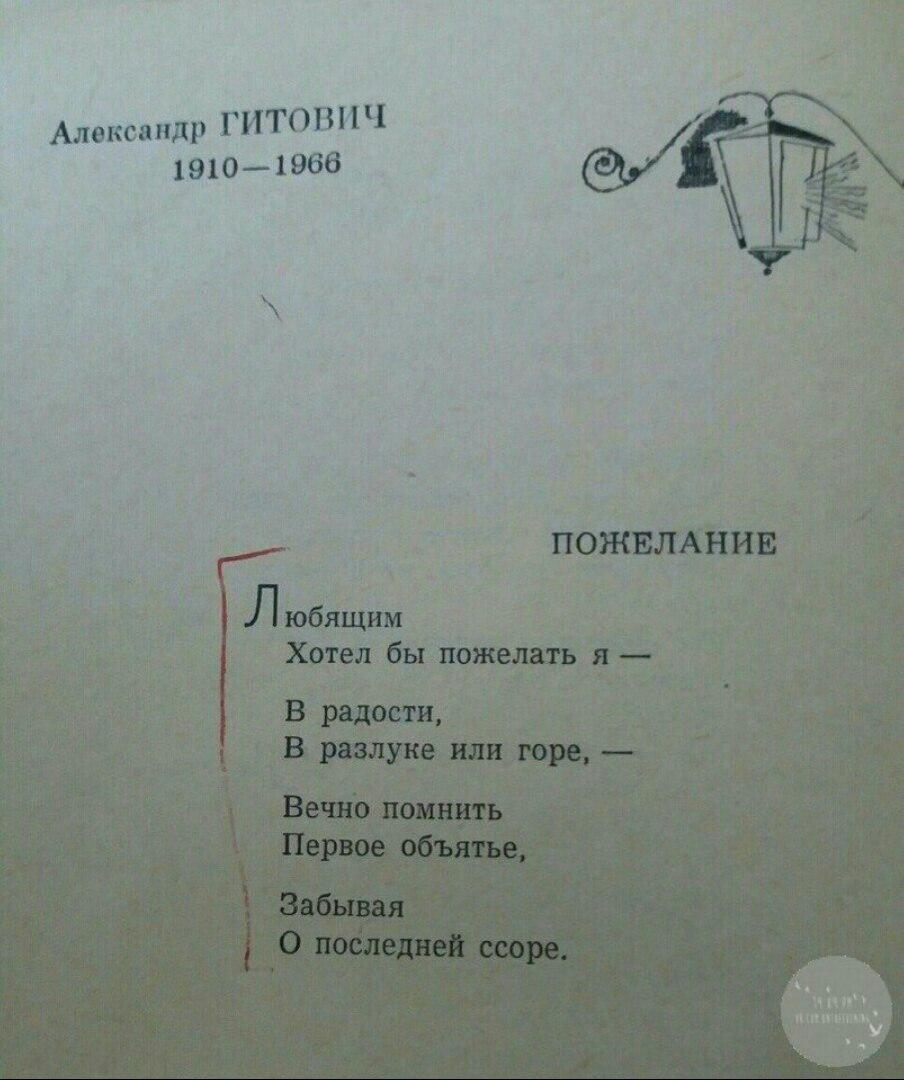 Александр ГИТОВИЧ
1910—1966
ПОЖЕЛАНИЕ
Любящим
Хотел бы пожелать я —
В радости,
В разлуке или горе, —
Вечно помнить
Первое объятье,
Забывая
О последней ссоре.